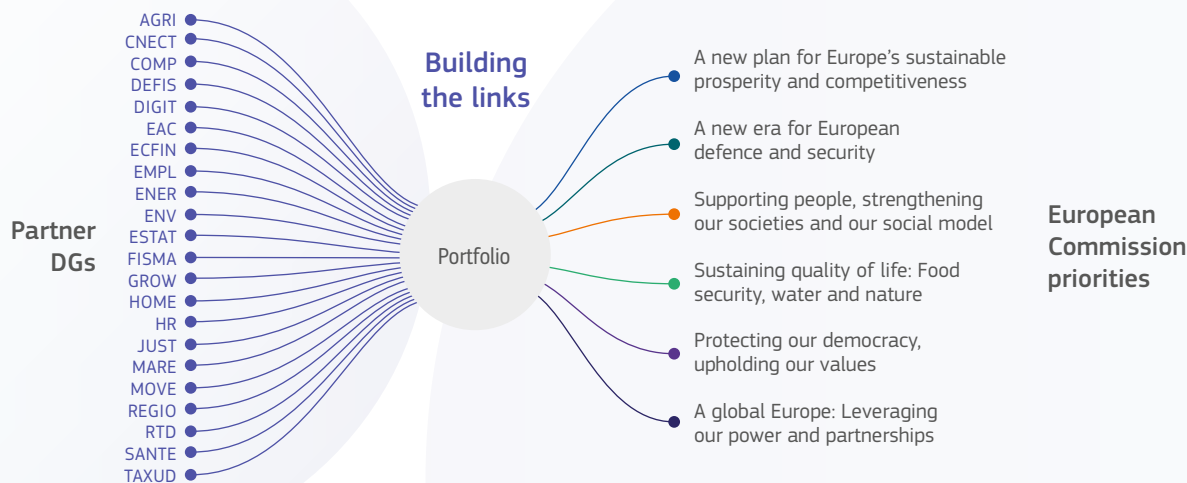 AGRI
CNECT
COMP
DEFIS
DIGIT
EAC
ECFIN
EMPL
ENER
ENV
ESTAT
FISMA
GROW
HOME
HR
JUST
MARE
MOVE
REGIO
RTD
SANTE
TAXUD
Partner
DGs
Building
the links
Portfolio
A new plan for Europe’s sustainable
prosperity and competitiveness
A new era for European
defence and security
Supporting people, strengthening
our societies and our social model
Sustaining quality of life: Food
security, water and nature
Protecting our democracy,
upholding our values
A global Europe: Leveraging
our power and partnerships
European
Commission
priorities